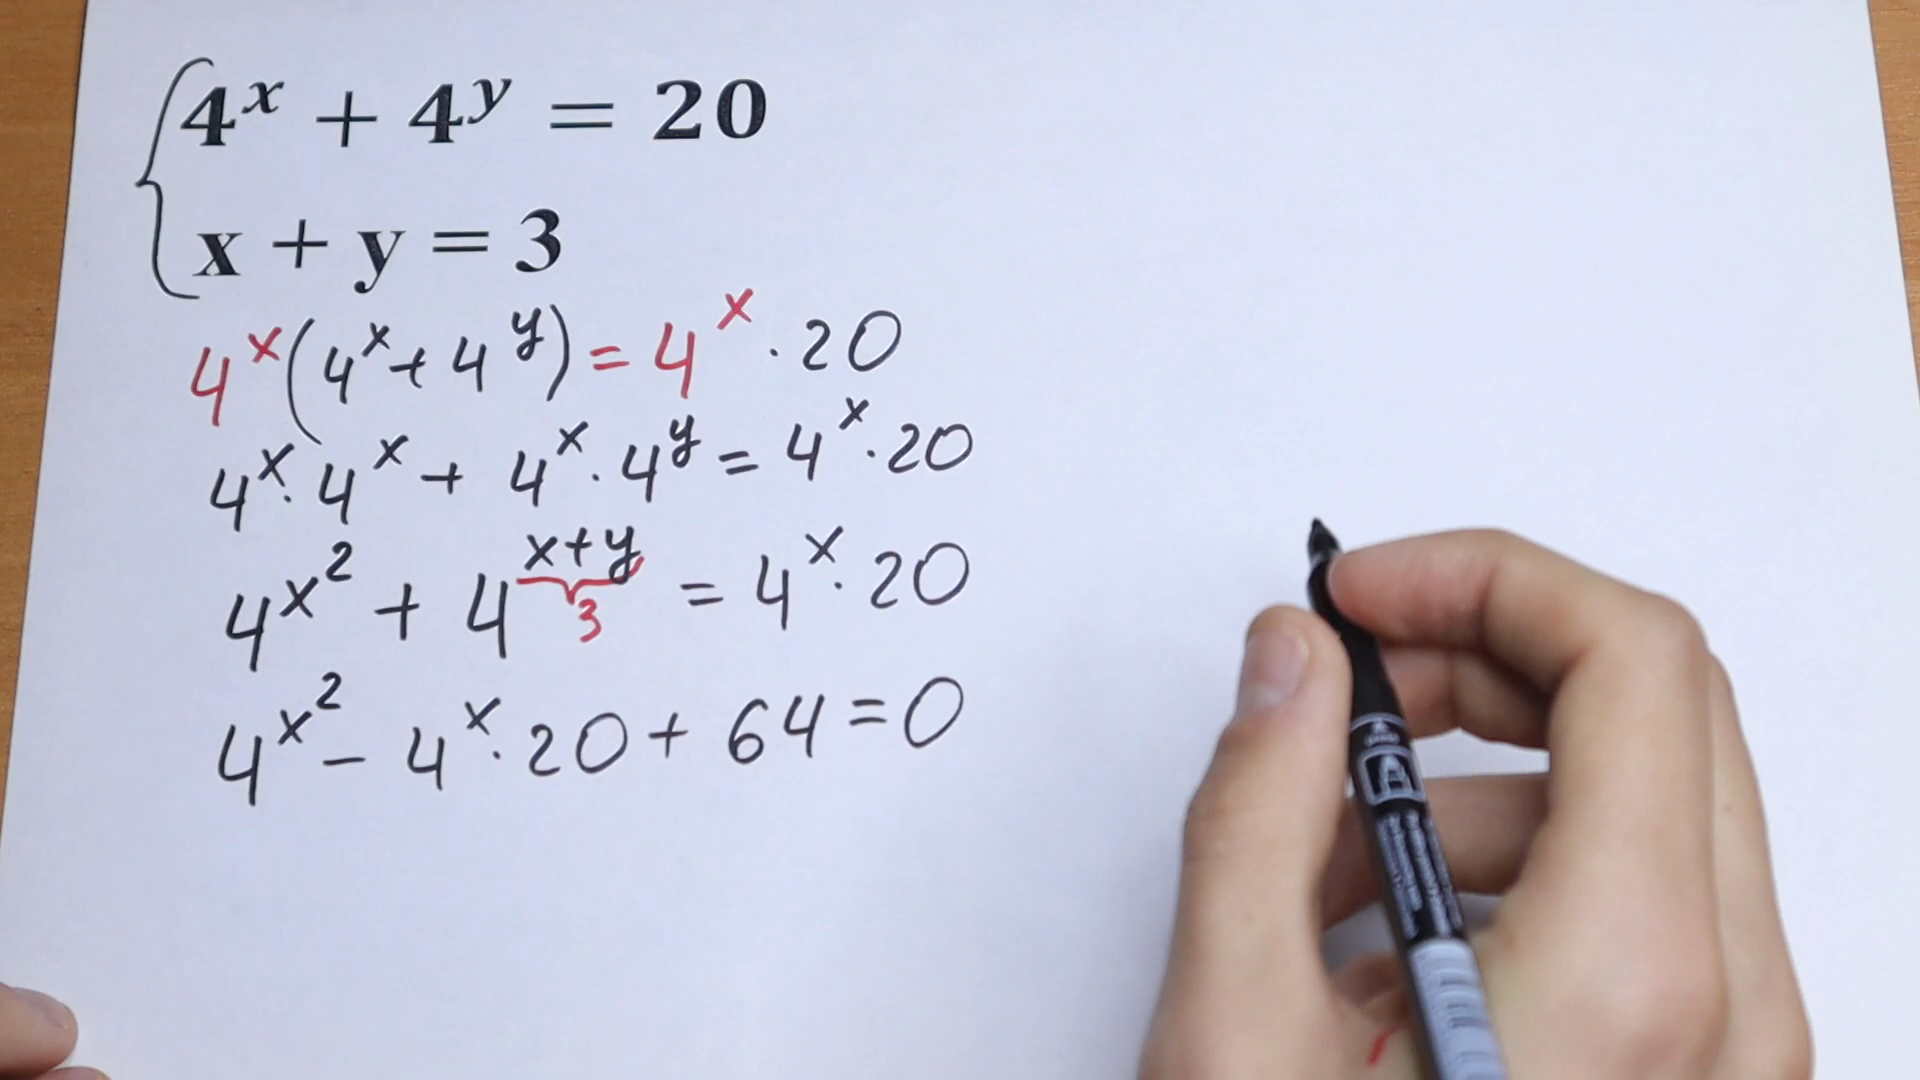 4^x + 4^y = 20
x + y = 3
4^x(4^x + 4^y) = 4^x · 20
4^x · 4^x + 4^x · 4^y = 4^x · 20
4^x^2 + 4^(x+y) = 4^x · 20
3
4^x^2 - 4^x · 20 + 64 = 0